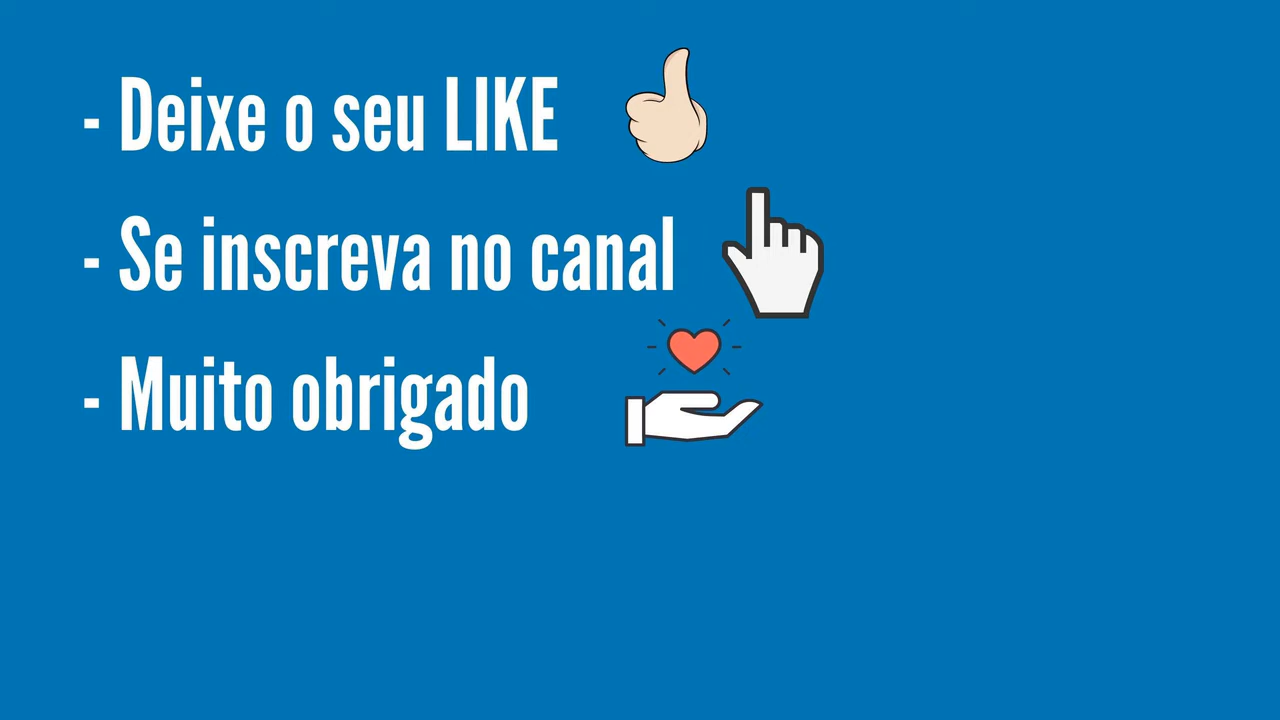 - Deixe o seu LIKE
- Se inscreva no canal
- Muito obrigado